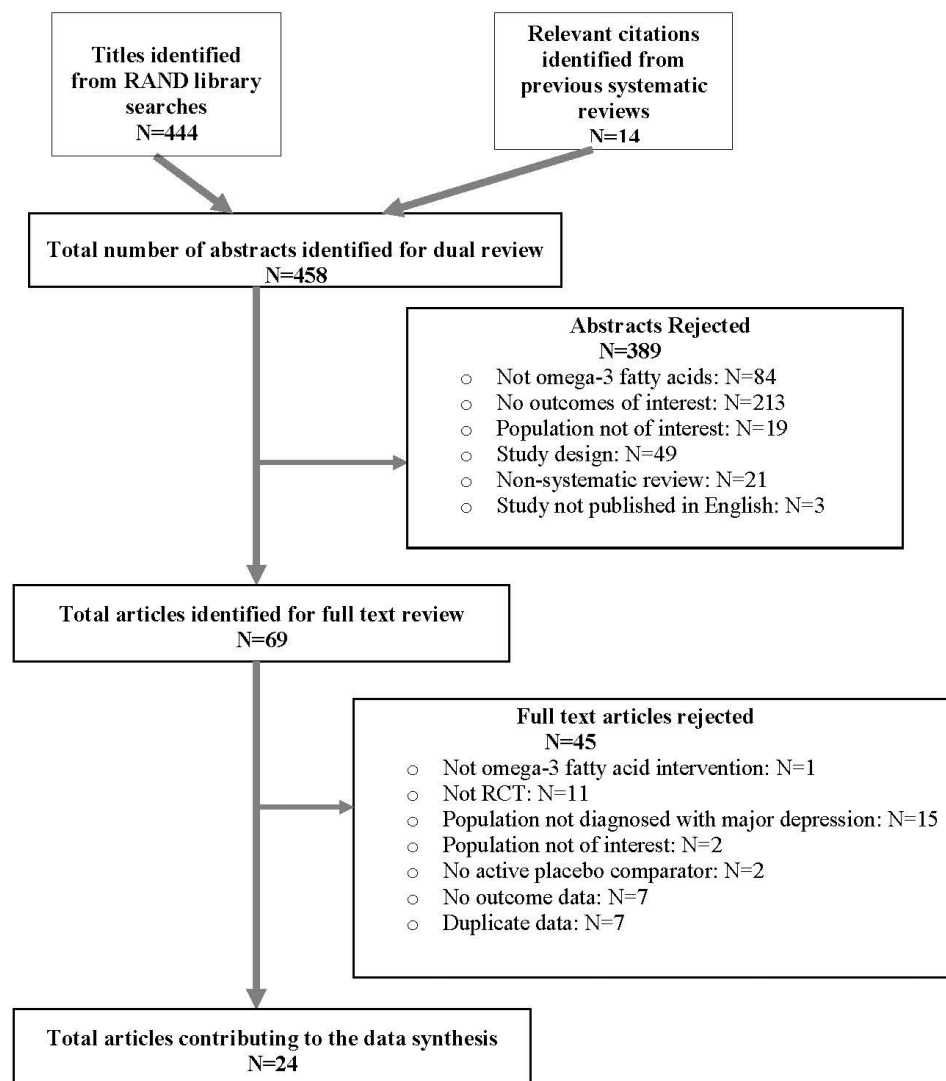 Titles identified
from RAND library
searches
N=444
Relevant citations
identified from
previous systematic
reviews
N=14
Total number of abstracts identified for dual review
N=458
Abstracts Rejected
N=389
o Not omega-3 fatty acids: N=84
o No outcomes of interest: N=213
o Population not of interest: N=19
o Study design: N=49
o Non-systematic review: N=21
o Study not published in English: N=3
Total articles identified for full text review
N=69
Full text articles rejected
N=45
o Not omega-3 fatty acid intervention: N=1
o Not RCT: N=11
o Population not diagnosed with major depression: N=15
o Population not of interest: N=2
o No active placebo comparator: N=2
o No outcome data: N=7
o Duplicate data: N=7
Total articles contributing to the data synthesis
N=24